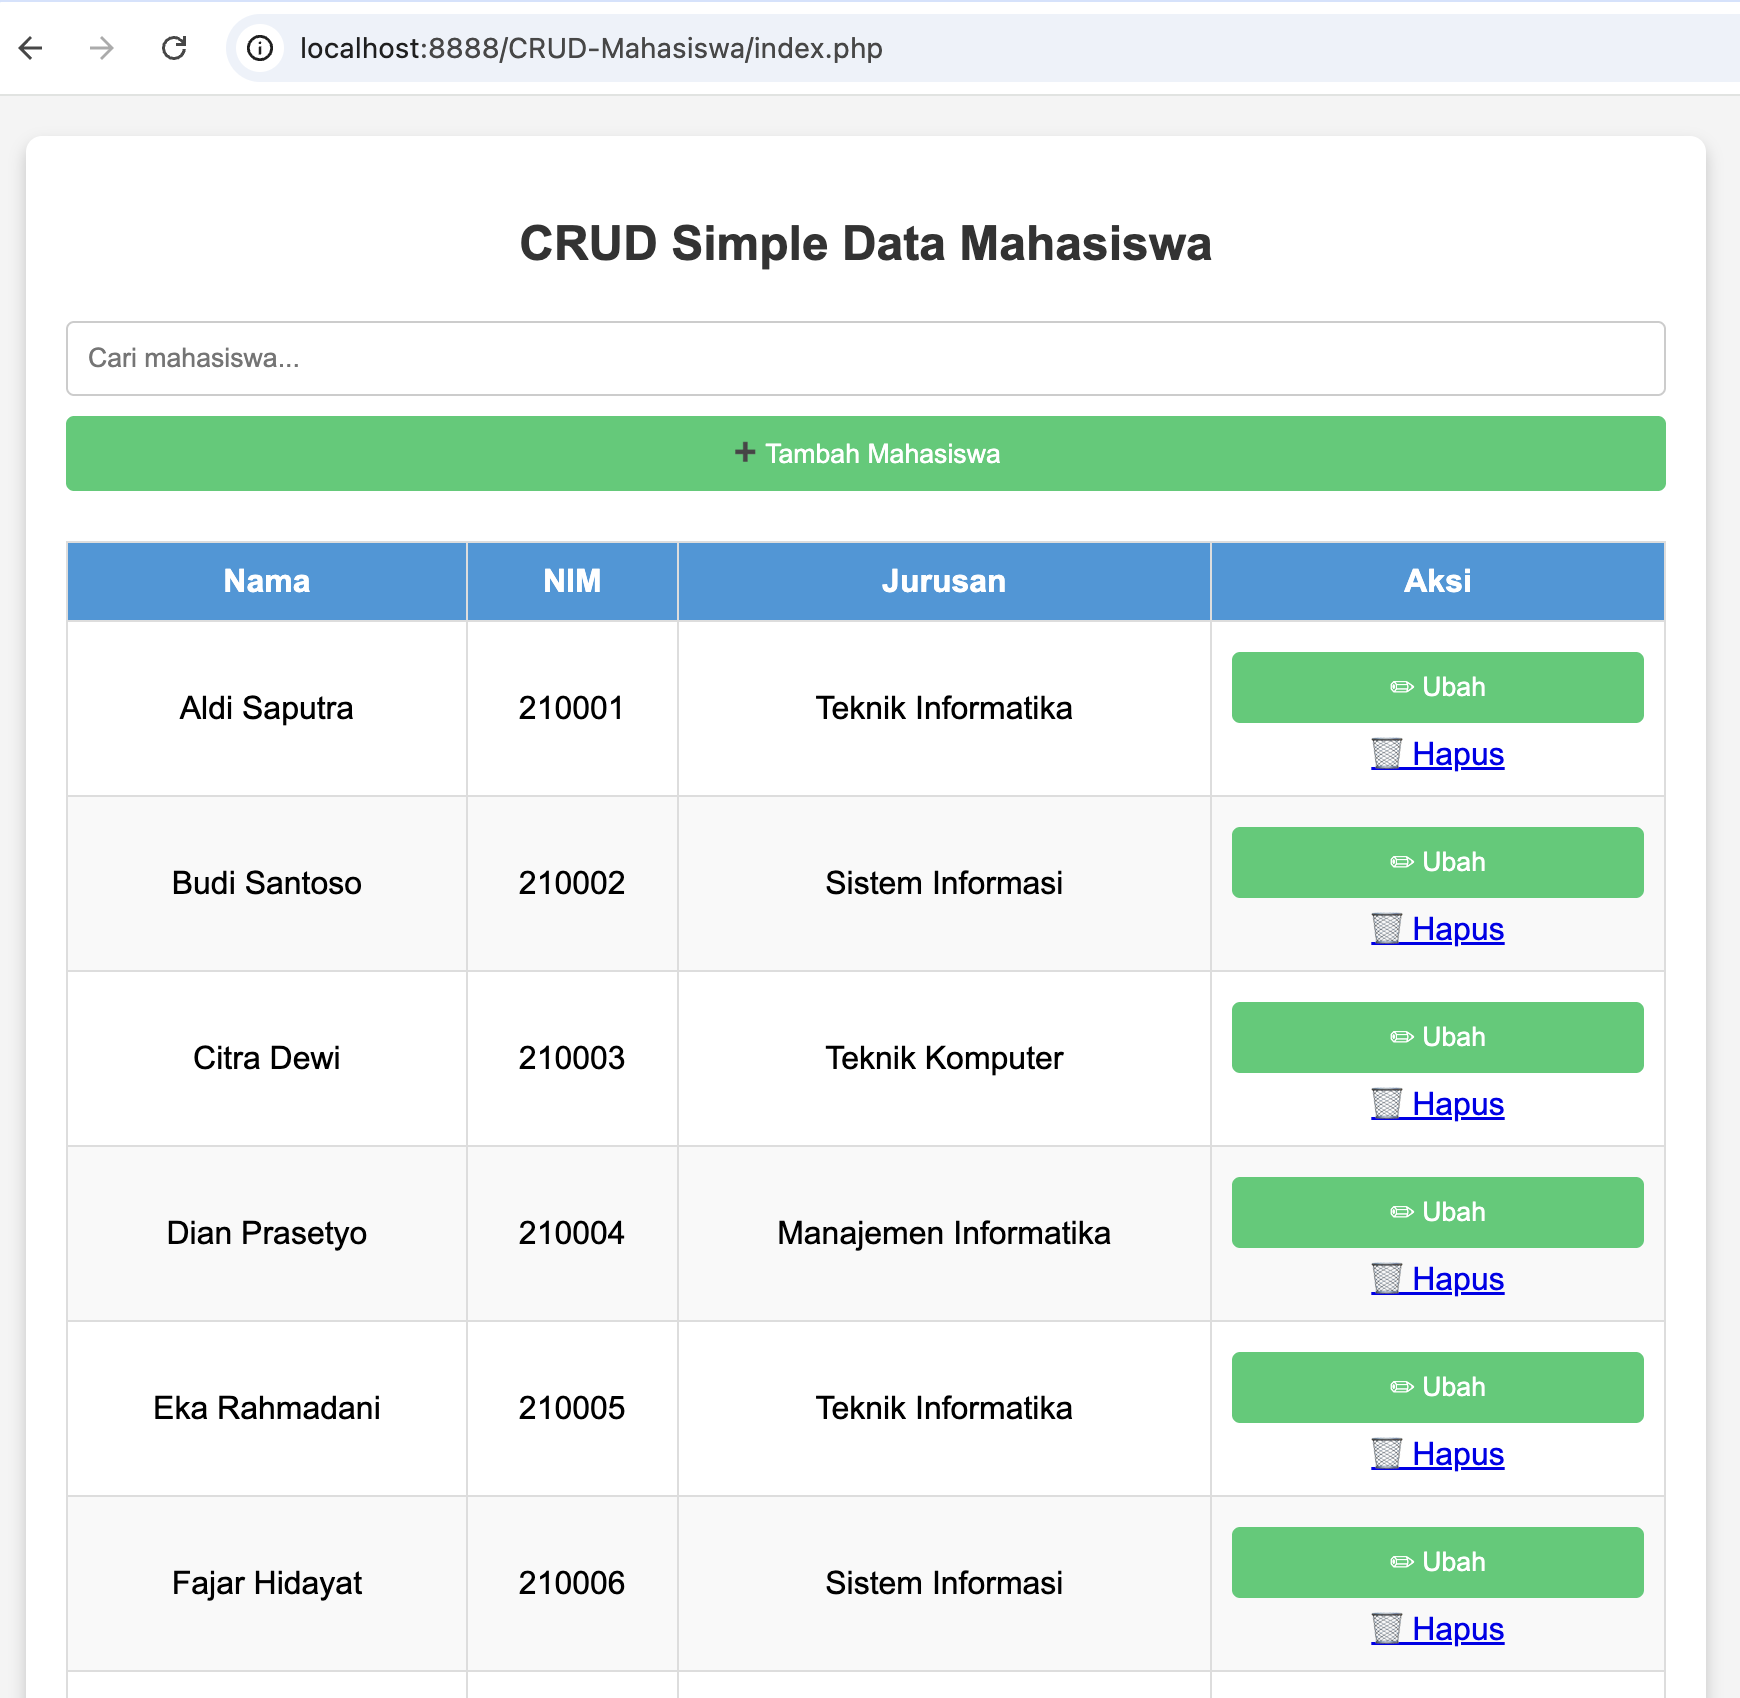 localhost:8888/CRUD-Mahasiswa/index.php
CRUD Simple Data Mahasiswa
Cari mahasiswa...
➕ Tambah Mahasiswa
Nama NIM Jurusan Aksi
Aldi Saputra 210001 Teknik Informatika ✏ Ubah
🗑 Hapus
Budi Santoso 210002 Sistem Informasi ✏ Ubah
🗑 Hapus
Citra Dewi 210003 Teknik Komputer ✏ Ubah
🗑 Hapus
Dian Prasetyo 210004 Manajemen Informatika ✏ Ubah
🗑 Hapus
Eka Rahmadani 210005 Teknik Informatika ✏ Ubah
🗑 Hapus
Fajar Hidayat 210006 Sistem Informasi ✏ Ubah
🗑 Hapus